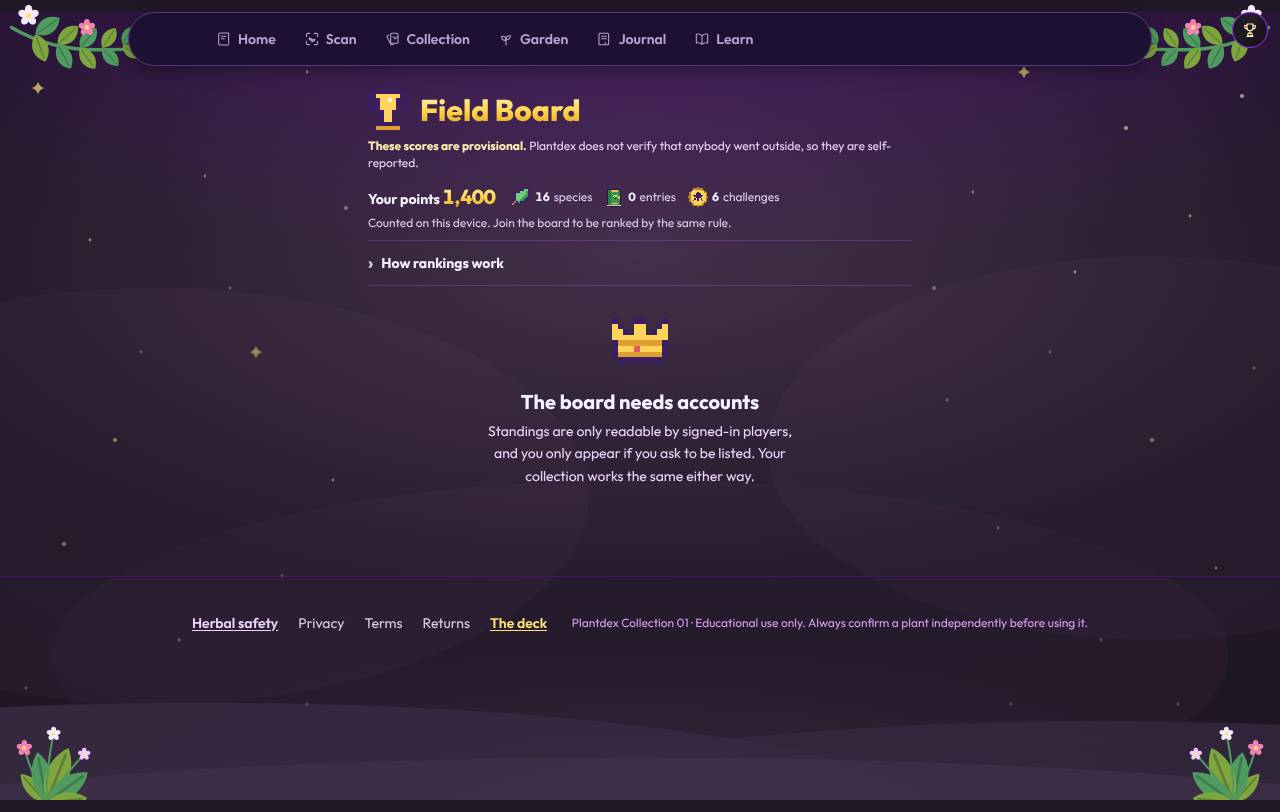 Home Scan Collection Garden Journal Learn
Field Board
These scores are provisional. Plantdex does not verify that anybody went outside, so they are self-
reported.
Your points 1,400 16 species 0 entries 6 challenges
Counted on this device. Join the board to be ranked by the same rule.
› How rankings work
The board needs accounts
Standings are only readable by signed-in players,
and you only appear if you ask to be listed. Your
collection works the same either way.
Herbal safety Privacy Terms Returns The deck Plantdex Collection 01 · Educational use only. Always confirm a plant independently before using it.